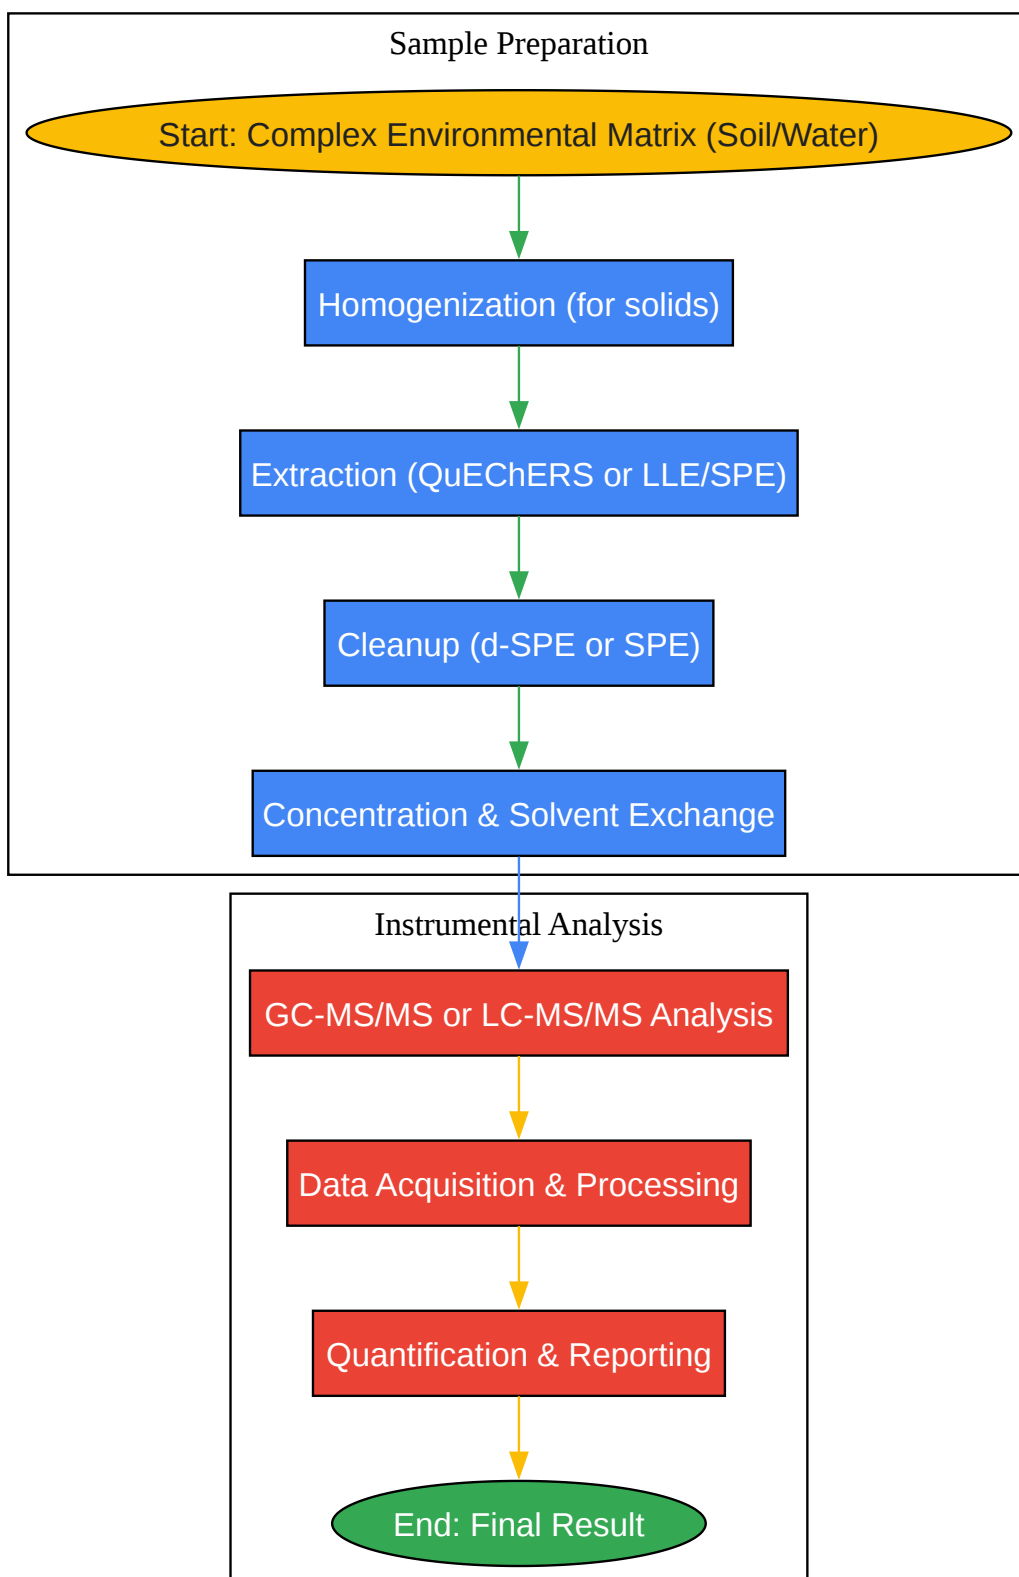 Sample Preparation
Start: Complex Environmental Matrix (Soil/Water)
Homogenization (for solids)
Extraction (QuEChERS or LLE/SPE)
Cleanup (d-SPE or SPE)
Concentration & Solvent Exchange
Instrumental Analysis
GC-MS/MS or LC-MS/MS Analysis
Data Acquisition & Processing
Quantification & Reporting
End: Final Result